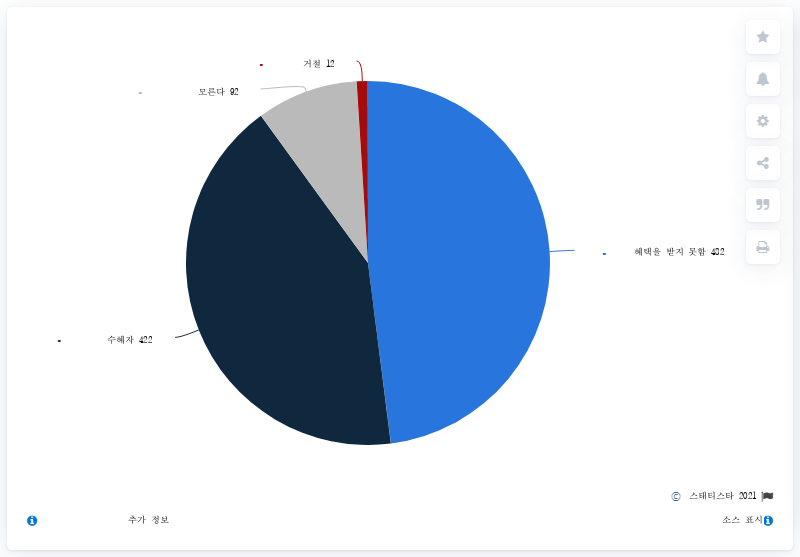 거절 12
모른다 92
혜택을 받지 못함 482
수혜자 422
© 스태티스타 2021
추가 정보
소스 표시